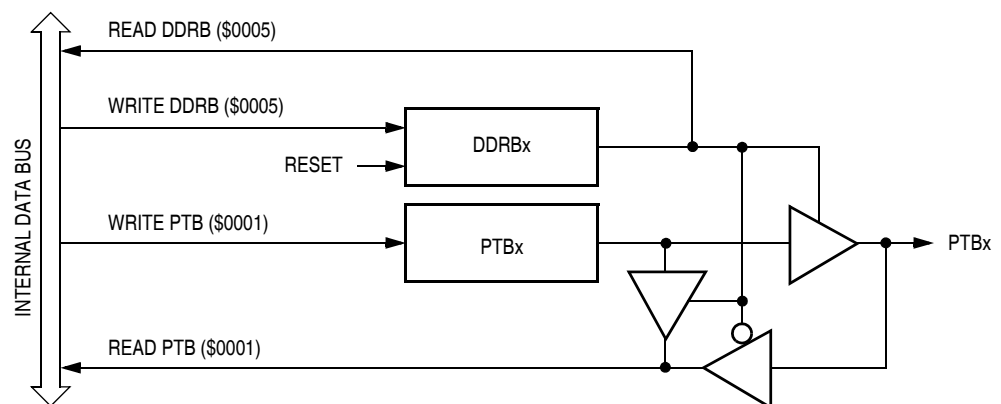 READ DDRB ($0005)
WRITE DDRB ($0005)
DDRBx
RESET
WRITE PTB ($0001)
PTBx
PTBx
READ PTB ($0001)
INTERNAL DATA BUS